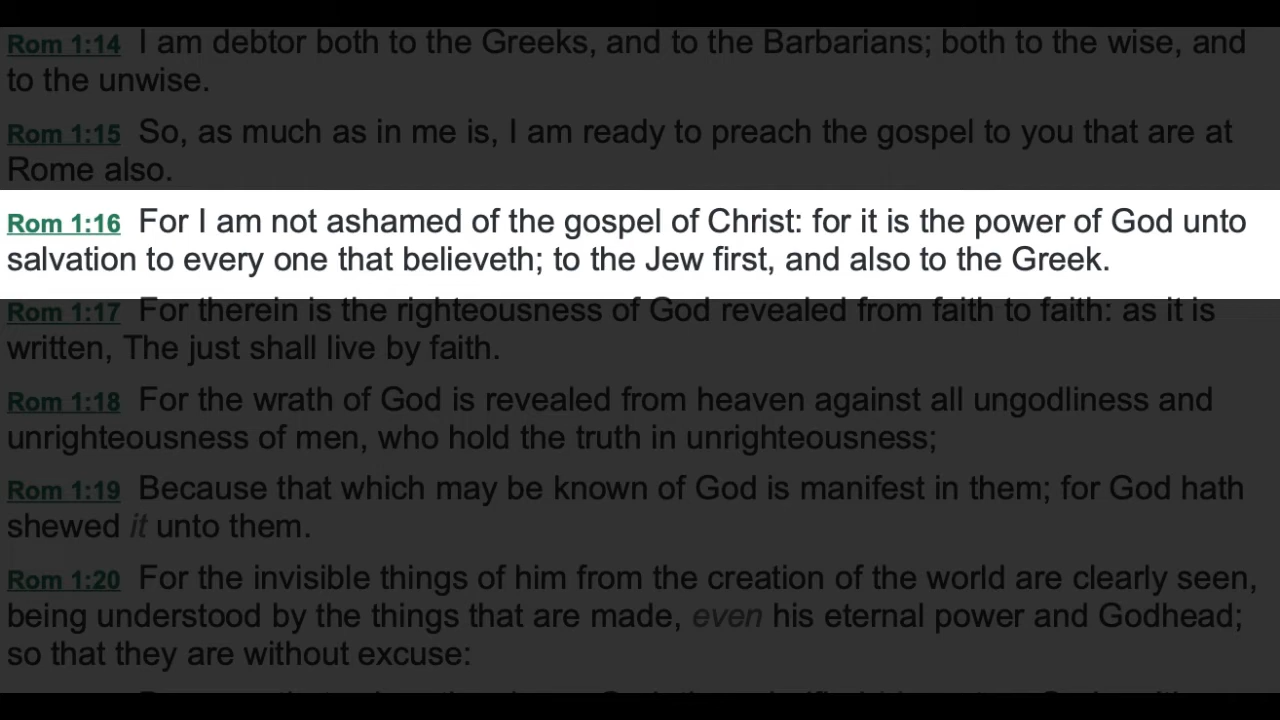 Rom 1:14 I am debtor both to the Greeks, and to the Barbarians; both to the wise, and
to the unwise.
Rom 1:15 So, as much as in me is, I am ready to preach the gospel to you that are at
Rome also.
Rom 1:16 For I am not ashamed of the gospel of Christ: for it is the power of God unto
salvation to every one that believeth; to the Jew first, and also to the Greek.
Rom 1:17 For therein is the righteousness of God revealed from faith to faith: as it is
written, The just shall live by faith.
Rom 1:18 For the wrath of God is revealed from heaven against all ungodliness and
unrighteousness of men, who hold the truth in unrighteousness;
Rom 1:19 Because that which may be known of God is manifest in them; for God hath
shewed it unto them.
Rom 1:20 For the invisible things of him from the creation of the world are clearly seen,
being understood by the things that are made, even his eternal power and Godhead;
so that they are without excuse: